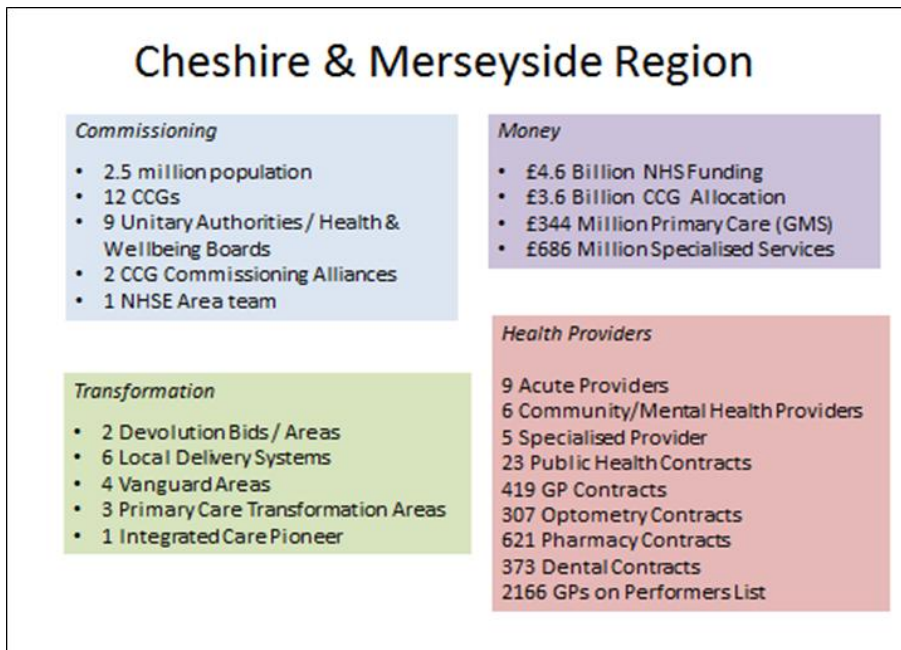 Cheshire & Merseyside Region
Commissioning
• 2.5 million population
• 12 CCGs
• 9 Unitary Authorities / Health &
Wellbeing Boards
• 2 CCG Commissioning Alliances
• 1 NHSE Area team
Money
• £4.6 Billion NHS Funding
• £3.6 Billion CCG Allocation
• £344 Million Primary Care (GMS)
• £686 Million Specialised Services
Transformation
• 2 Devolution Bids / Areas
• 6 Local Delivery Systems
• 4 Vanguard Areas
• 3 Primary Care Transformation Areas
• 1 Integrated Care Pioneer
Health Providers
9 Acute Providers
6 Community/Mental Health Providers
5 Specialised Provider
23 Public Health Contracts
419 GP Contracts
307 Optometry Contracts
621 Pharmacy Contracts
373 Dental Contracts
2166 GPs on Performers List